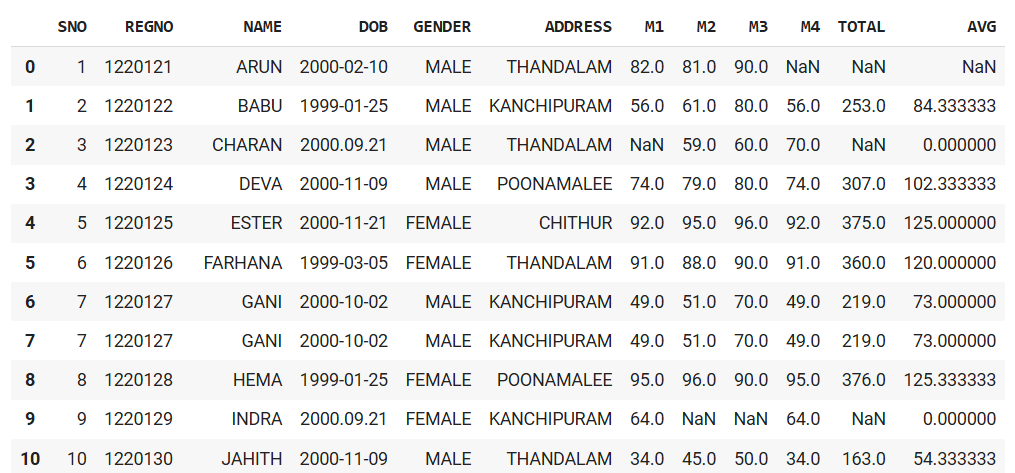 SNO REGNO NAME DOB GENDER ADDRESS M1 M2 M3 M4 TOTAL AVG
0 1 1220121 ARUN 2000-02-10 MALE THANDALAM 82.0 81.0 90.0 NaN NaN NaN
1 2 1220122 BABU 1999-01-25 MALE KANCHIPURAM 56.0 61.0 80.0 56.0 253.0 84.333333
2 3 1220123 CHARAN 2000.09.21 MALE THANDALAM NaN 59.0 60.0 70.0 NaN 0.000000
3 4 1220124 DEVA 2000-11-09 MALE POONAMALEE 74.0 79.0 80.0 74.0 307.0 102.333333
4 5 1220125 ESTER 2000-11-21 FEMALE CHITHUR 92.0 95.0 96.0 92.0 375.0 125.000000
5 6 1220126 FARHANA 1999-03-05 FEMALE THANDALAM 91.0 88.0 90.0 91.0 360.0 120.000000
6 7 1220127 GANI 2000-10-02 MALE KANCHIPURAM 49.0 51.0 70.0 49.0 219.0 73.000000
7 7 1220127 GANI 2000-10-02 MALE KANCHIPURAM 49.0 51.0 70.0 49.0 219.0 73.000000
8 8 1220128 HEMA 1999-01-25 FEMALE POONAMALEE 95.0 96.0 90.0 95.0 376.0 125.333333
9 9 1220129 INDRA 2000.09.21 FEMALE KANCHIPURAM 64.0 NaN NaN 64.0 NaN 0.000000
10 10 1220130 JAHITH 2000-11-09 MALE THANDALAM 34.0 45.0 50.0 34.0 163.0 54.333333